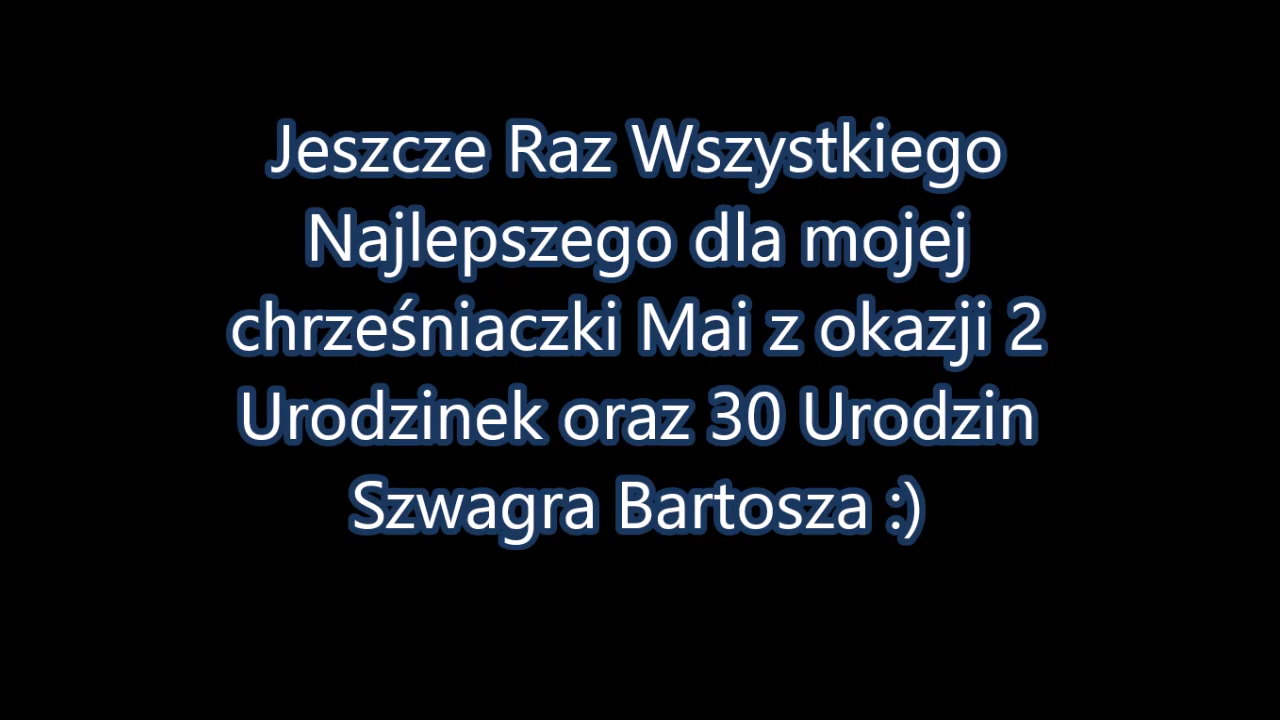 Jeszcze Raz Wszystkiego
Najlepszego dla mojej
chrześniaczki Mai z okazji 2
Urodzinek oraz 30 Urodzin
Szwagra Bartosza :)